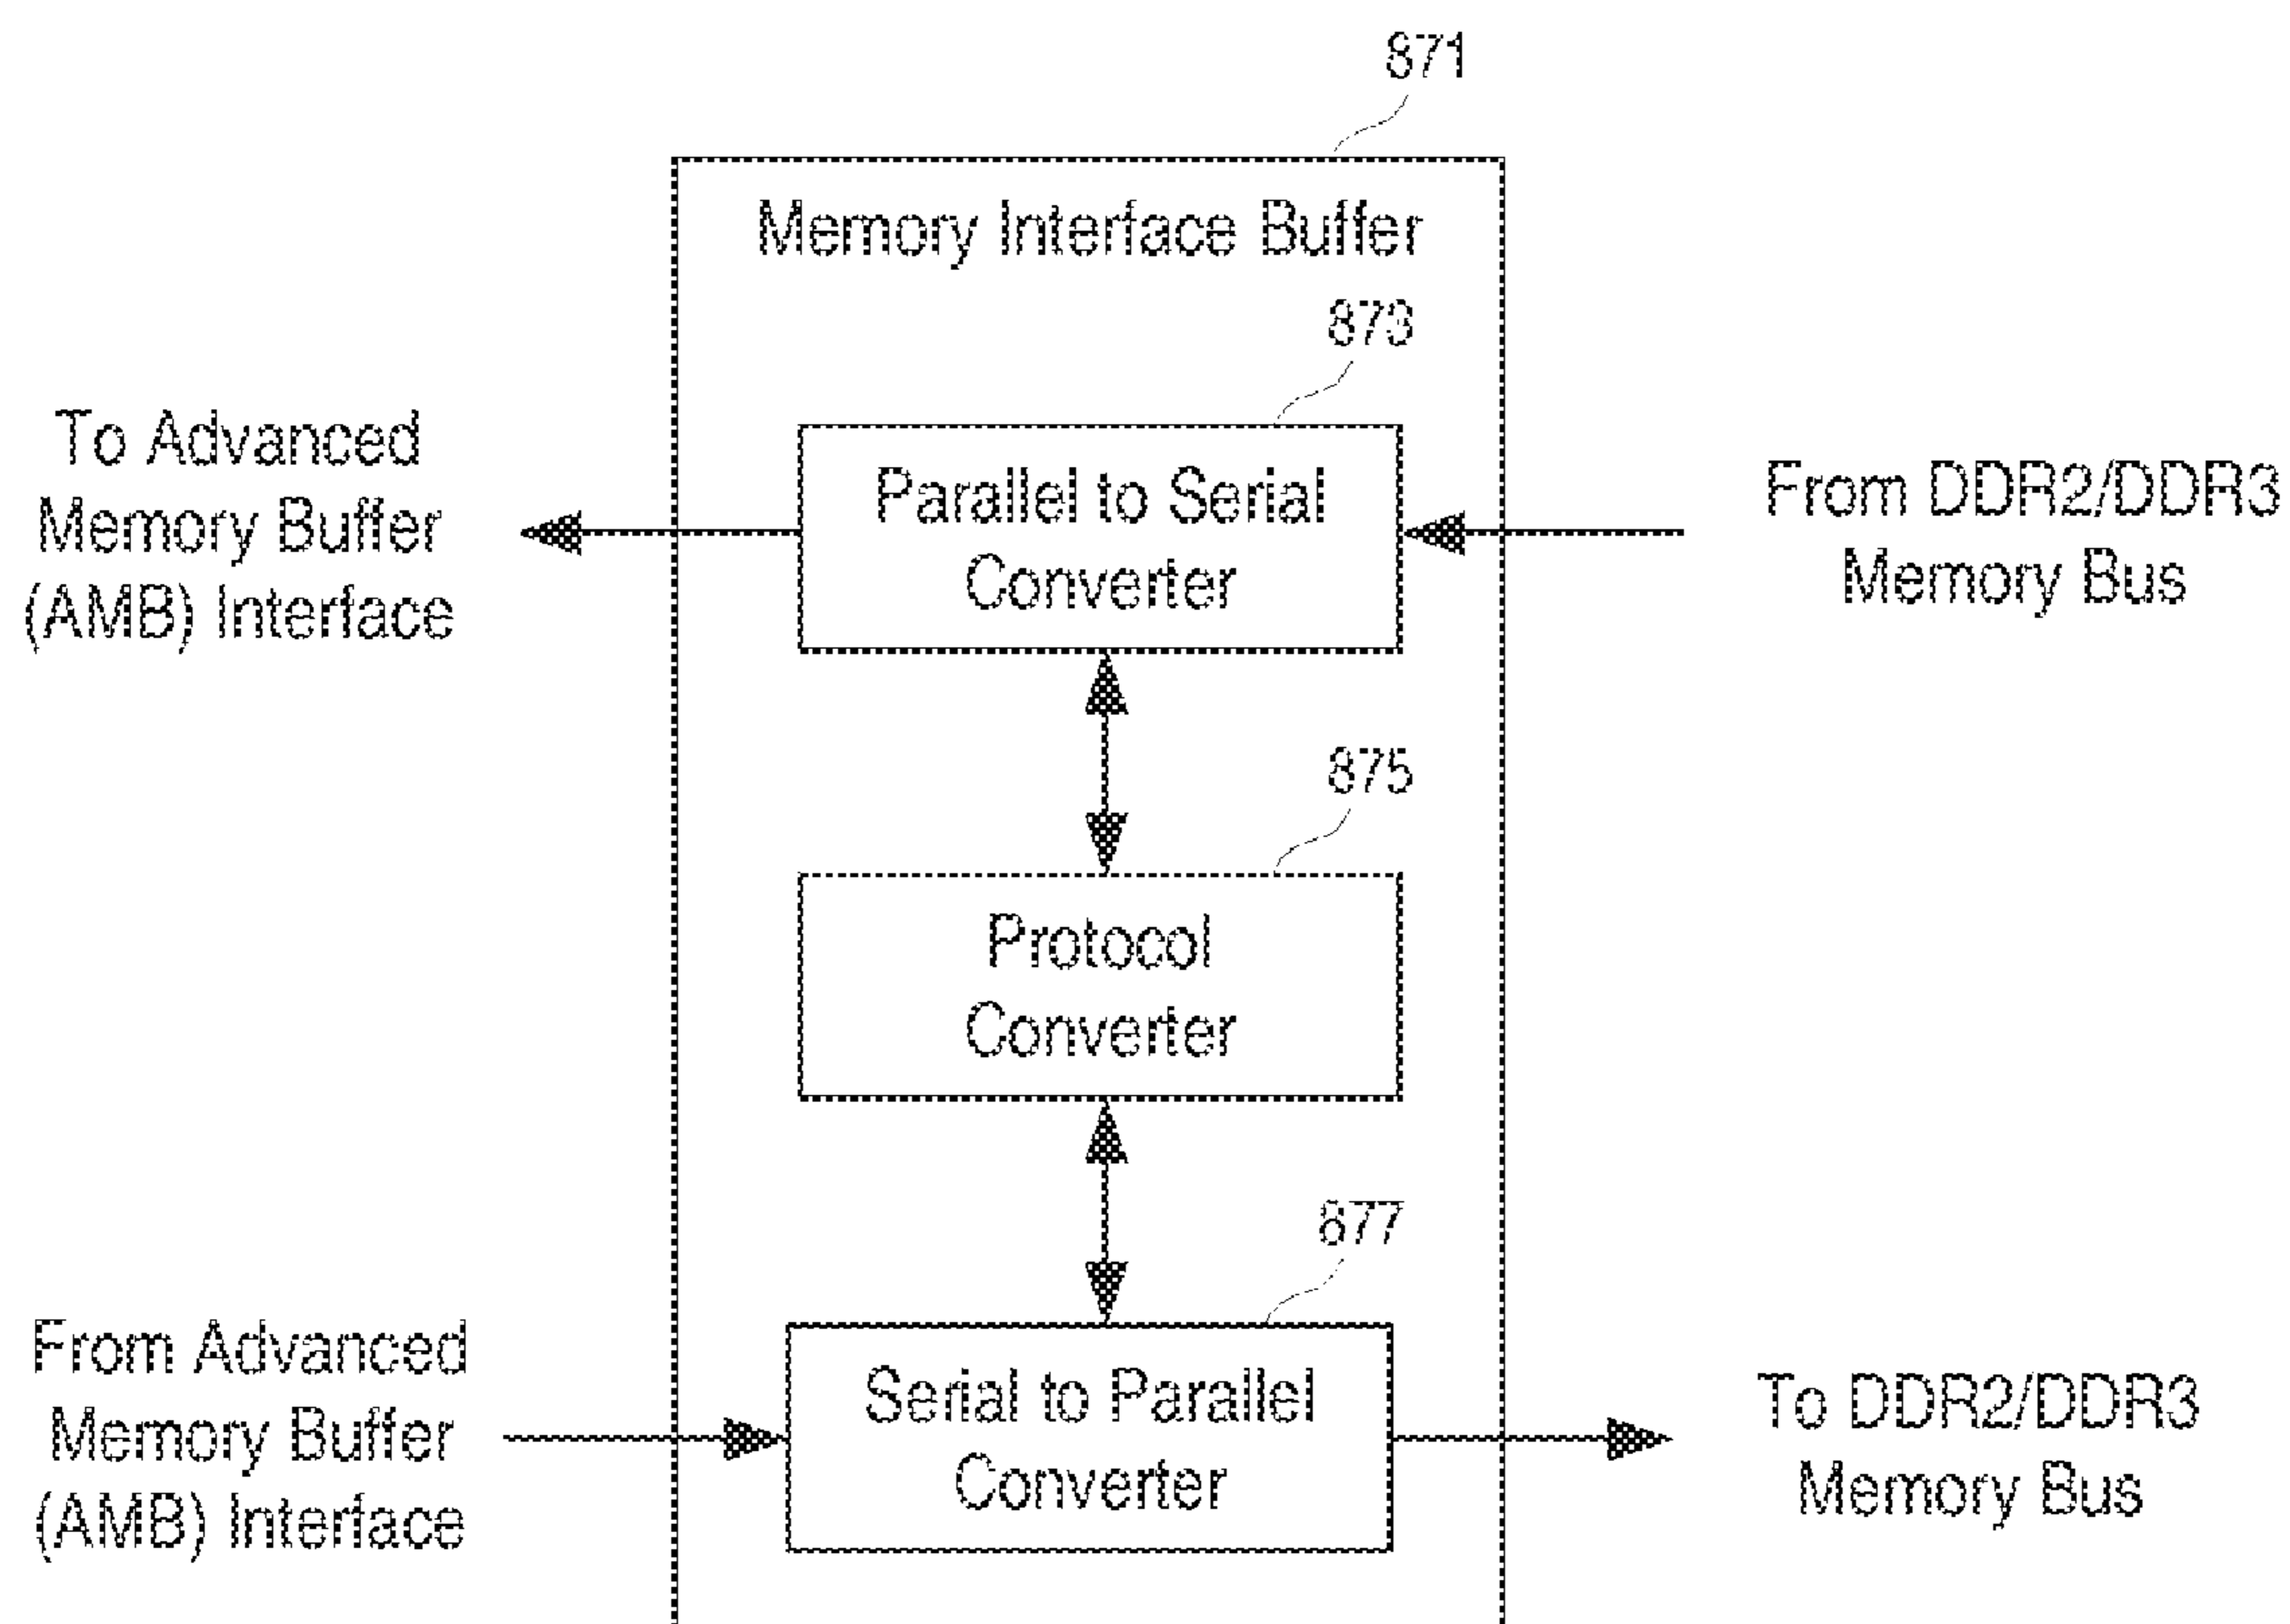 871
Memory Interface Buffer
873
To Advanced
Memory Buffer
(AMB) Interface
Parallel to Serial
Converter
From DDR2/DDR3
Memory Bus
875
Protocol
Converter
877
From Advanced
Memory Buffer
(AMB) Interface
Serial to Parallel
Converter
To DDR2/DDR3
Memory Bus